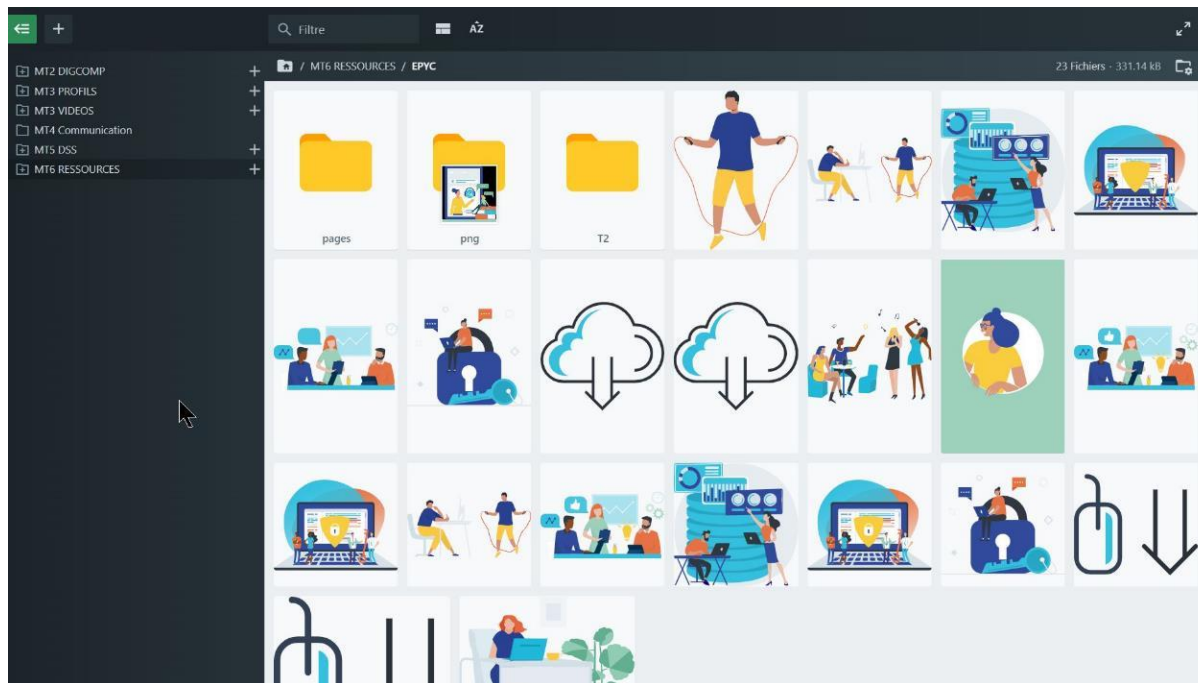 Filtre
AZ
MT2 DIGCOMP
MT3 PROFILS
MT3 VIDEOS
MT4 Communication
MT5 DSS
MT6 RESSOURCES
/ MT6 RESSOURCES / EPYC
23 Fichiers · 331.14 kB
pages
png
T2